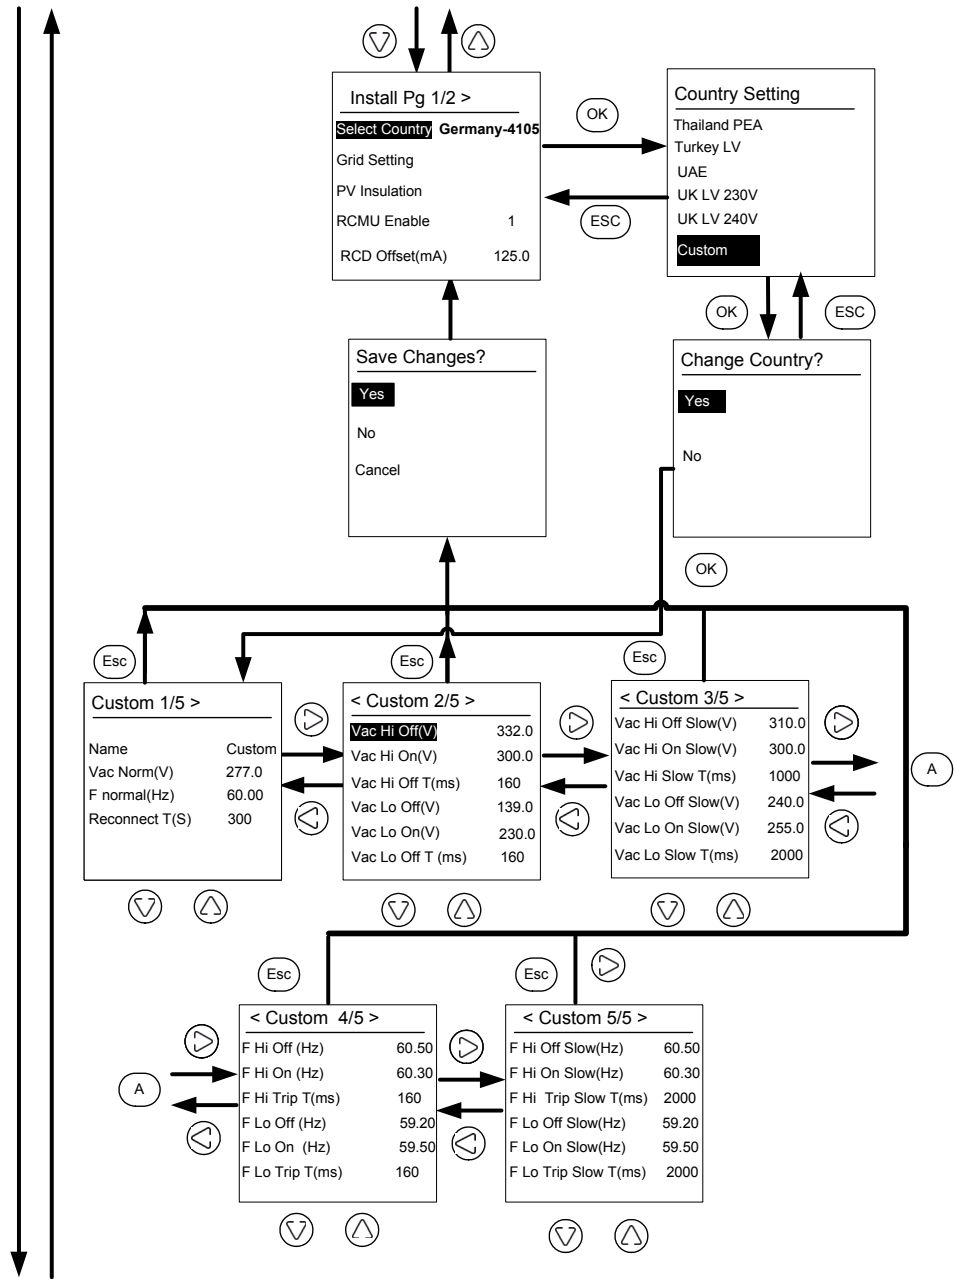 Install Pg 1/2 >
Select Country Germany-4105
Grid Setting
PV Insulation
RCMU Enable 1
RCD Offset(mA) 125.0
OK
ESC
Country Setting
Thailand PEA
Turkey LV
UAE
UK LV 230V
UK LV 240V
Custom
OK
ESC
Save Changes?
Yes
No
Cancel
Change Country?
Yes
No
OK
Esc
Esc
Esc
Custom 1/5 >
Name Custom
Vac Norm(V) 277.0
F normal(Hz) 60.00
Reconnect T(S) 300
< Custom 2/5 >
Vac Hi Off(V) 332.0
Vac Hi On(V) 300.0
Vac Hi Off T(ms) 160
Vac Lo Off(V) 139.0
Vac Lo On(V) 230.0
Vac Lo Off T (ms) 160
< Custom 3/5 >
Vac Hi Off Slow(V) 310.0
Vac Hi On Slow(V) 300.0
Vac Hi Slow T(ms) 1000
Vac Lo Off Slow(V) 240.0
Vac Lo On Slow(V) 255.0
Vac Lo Slow T(ms) 2000
A
Esc
Esc
A
< Custom 4/5 >
F Hi Off (Hz) 60.50
F Hi On (Hz) 60.30
F Hi Trip T(ms) 160
F Lo Off (Hz) 59.20
F Lo On (Hz) 59.50
F Lo Trip T(ms) 160
< Custom 5/5 >
F Hi Off Slow(Hz) 60.50
F Hi On Slow(Hz) 60.30
F Hi Trip Slow T(ms) 2000
F Lo Off Slow(Hz) 59.20
F Lo On Slow(Hz) 59.50
F Lo Trip Slow T(ms) 2000